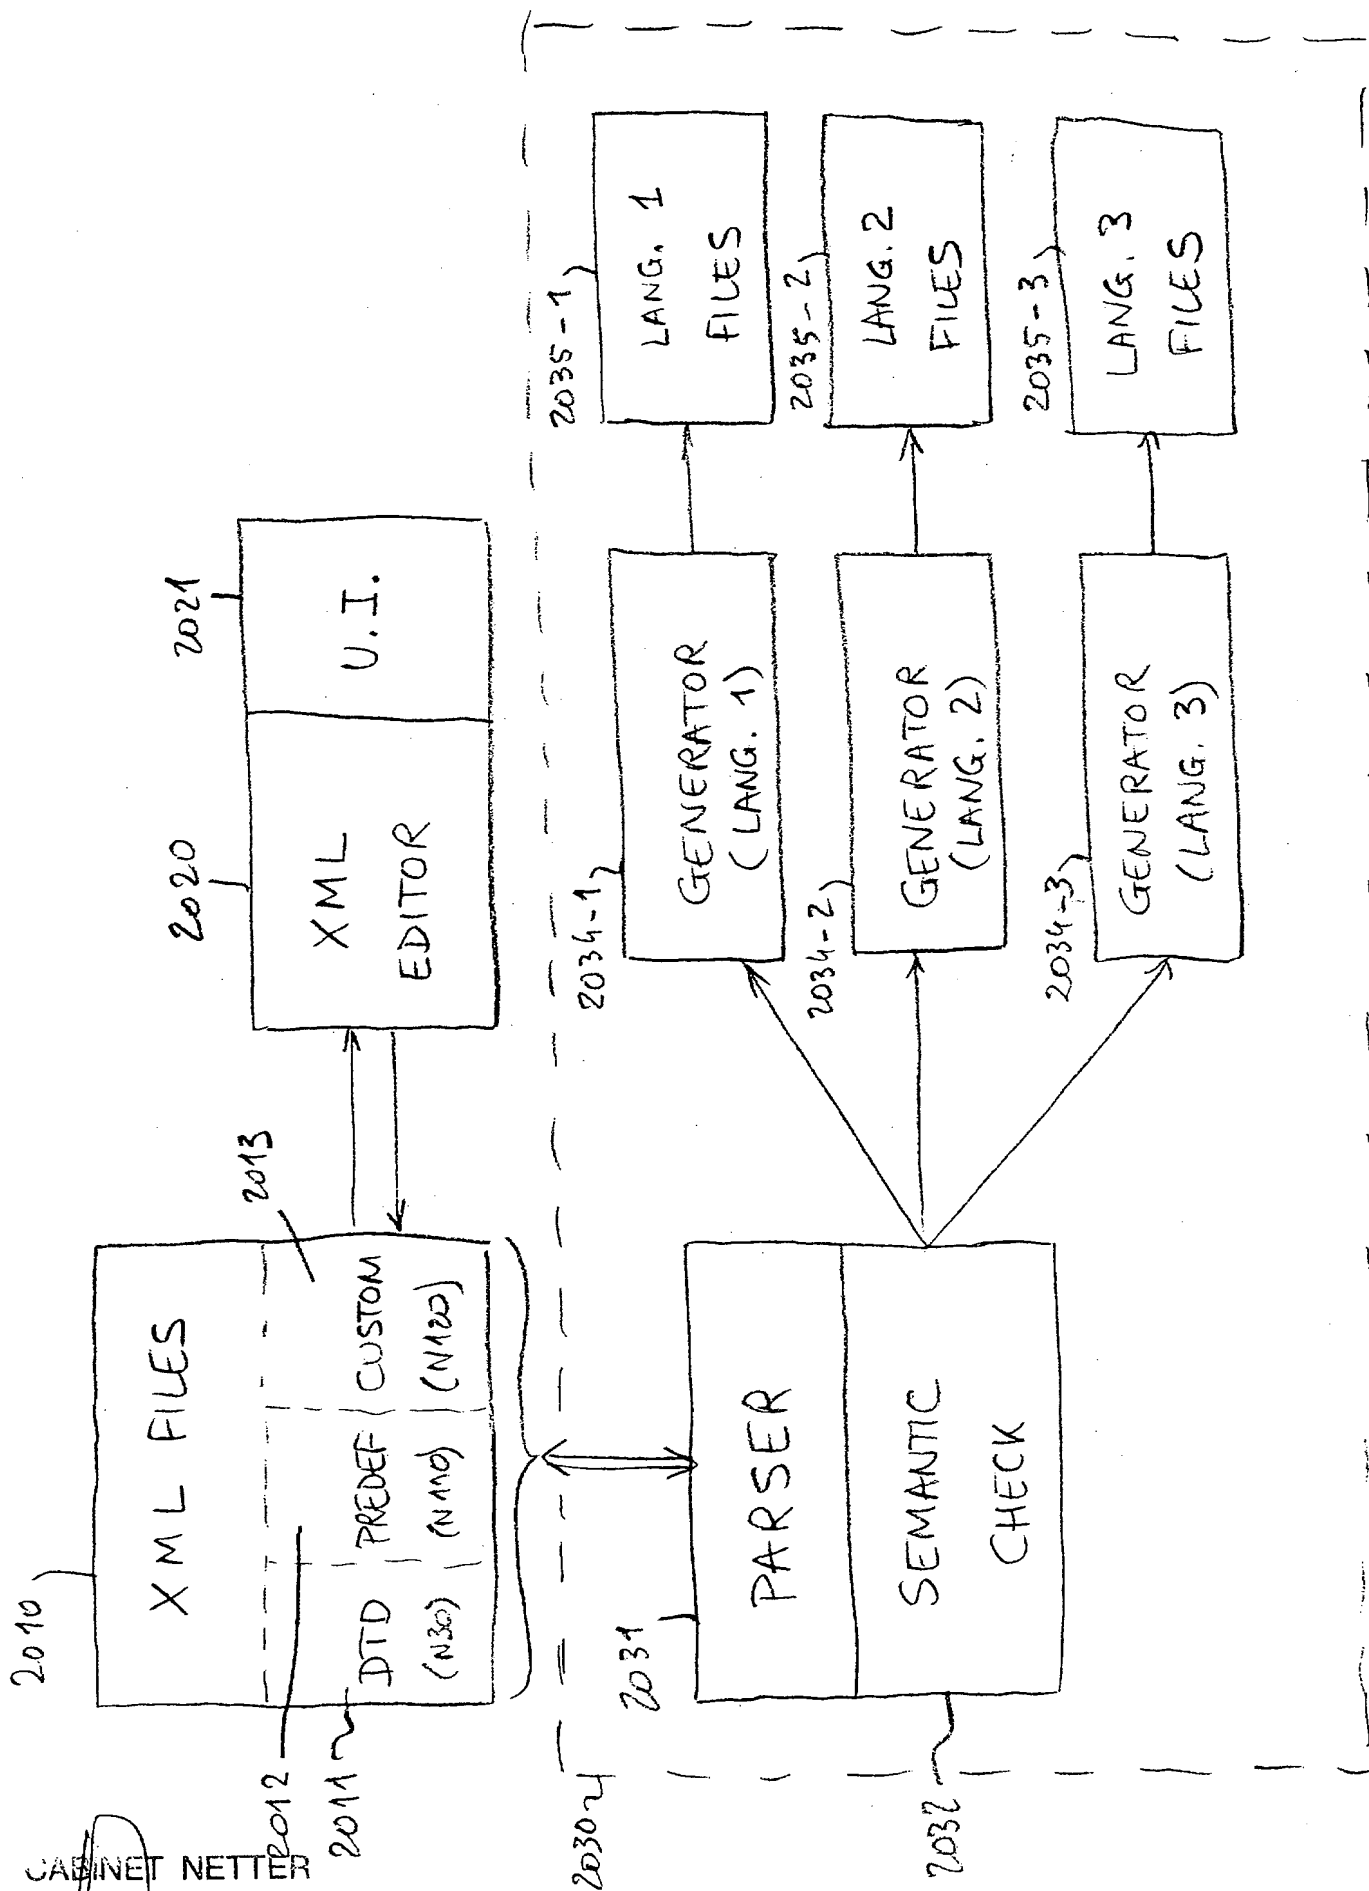 2010
XML FILES
2013
DTD
(N30)
PREDEF
(N110)
CUSTOM
(N120)
2012
2011
2020
2021
XML
EDITOR
U.I.
2030
2031
PARSER
SEMANTIC
CHECK
2032
2034-1
GENERATOR
(LANG. 1)
2035-1
LANG. 1
FILES
2034-2
GENERATOR
(LANG. 2)
2035-2
LANG. 2
FILES
2034-3
GENERATOR
(LANG. 3)
2035-3
LANG. 3
FILES
CABINET NETTER